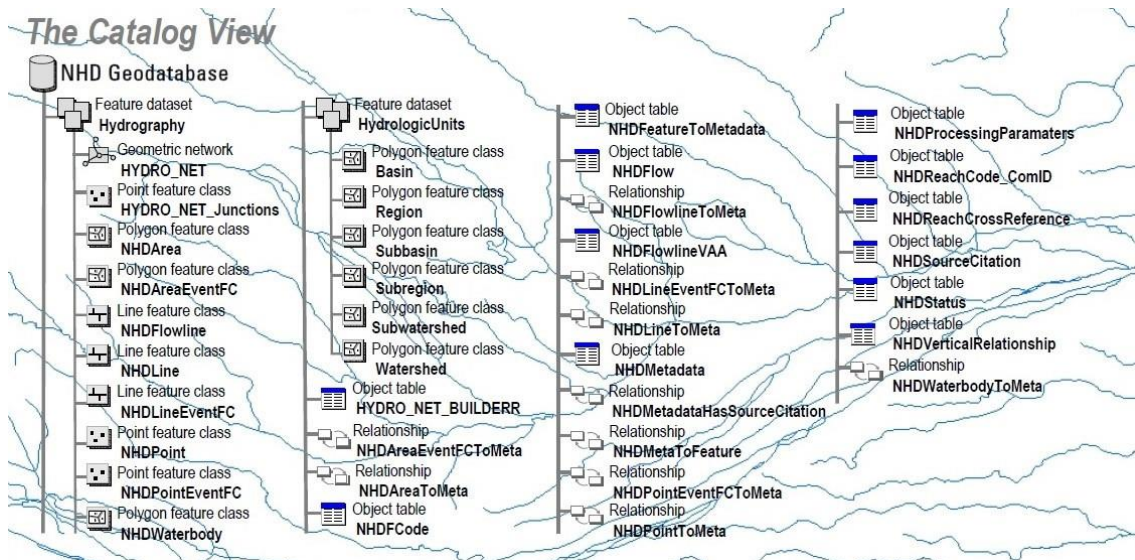 The Catalog View
NHD Geodatabase
Feature dataset
Hydrography
Geometric network
HYDRO_NET
Point feature class
HYDRO_NET_Junctions
Polygon feature class
NHDArea
Polygon feature class
NHDAreaEventFC
Line feature class
NHDFlowline
Line feature class
NHDLine
Line feature class
NHDLineEventFC
Point feature class
NHDPoint
Point feature class
NHDPointEventFC
Polygon feature class
NHDWaterbody
Feature dataset
HydrologicUnits
Polygon feature class
Basin
Polygon feature class
Region
Polygon feature class
Subbasin
Polygon feature class
Subregion
Polygon feature class
Subwatershed
Polygon feature class
Watershed
Object table
HYDRO_NET_BUILDERR
Relationship
NHDAreaEventFCToMeta
Relationship
NHDAreaToMeta
Object table
NHDFCode
Object table
NHDFeatureToMetadata
Object table
NHDFlow
Relationship
NHDFlowlineToMeta
Object table
NHDFlowlineVAA
Relationship
NHDLineEventFCToMeta
Relationship
NHDLineToMeta
Object table
NHDMetadata
Relationship
NHDMetadataHasSourceCitation
Relationship
NHDMetaToFeature
Relationship
NHDPointEventFCToMeta
Relationship
NHDPointToMeta
Object table
NHDProcessingParamaters
Object table
NHDReachCode_ComID
Object table
NHDReachCrossReference
Object table
NHDSourceCitation
Object table
NHDStatus
Object table
NHDVerticalRelationship
Relationship
NHDWaterbodyToMeta